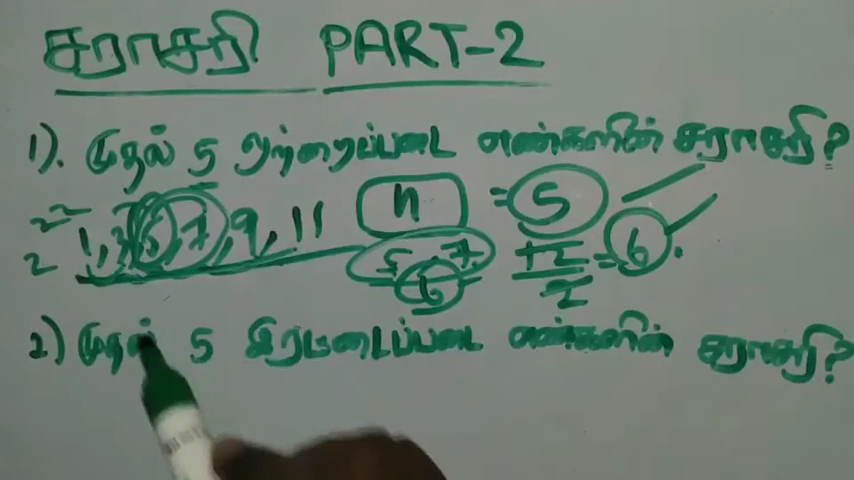 சராசரி PART-2
1). முதல் 5 ஒற்றைப்படை எண்களின் சராசரி?
1, 3, 5, 7, 9, 11 n = 5
5 7 12 = 6.
6 2
2) முதல் 5 இரட்டைப்படை எண்களின் சராசரி?